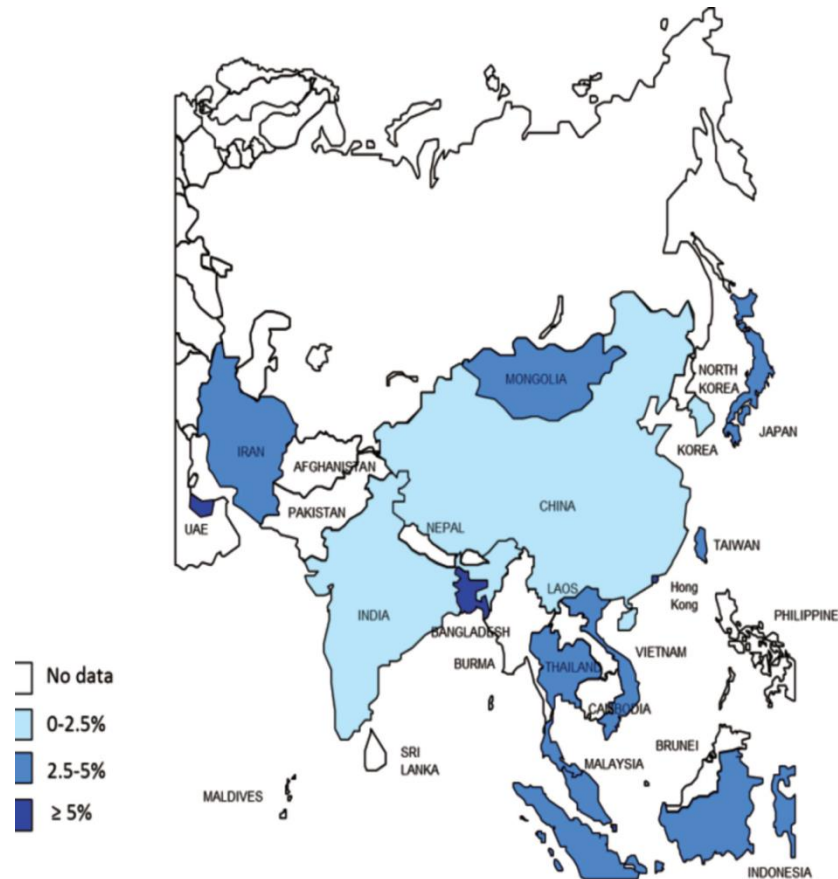 MONGOLIA
NORTH
KOREA
JAPAN
KOREA
IRAN
AFGHANISTAN
PAKISTAN
UAE
CHINA
NEPAL
TAIWAN
LAOS
Hong
Kong
INDIA
BANGLADESH
PHILIPPINE
BURMA
VIETNAM
THAILAND
CAMBODIA
No data
0-2.5%
2.5-5%
≥ 5%
SRI
LANKA
BRUNEI
MALAYSIA
MALDIVES
INDONESIA